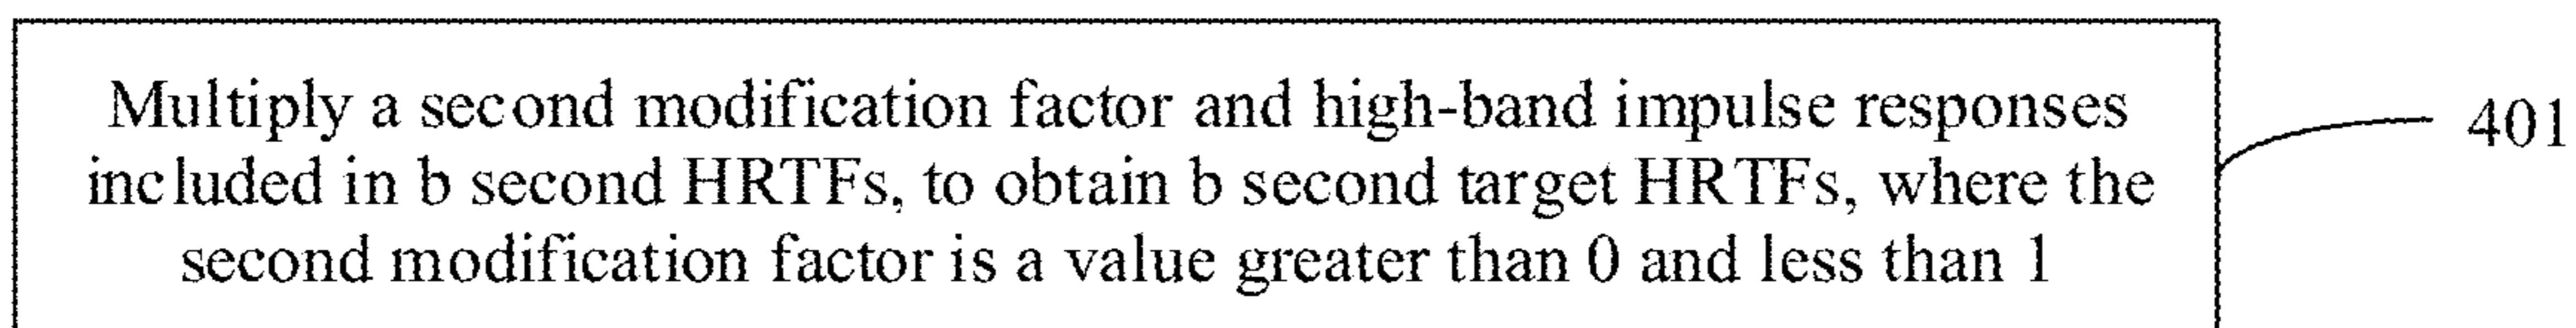 Multiply a second modification factor and high-band impulse responses
included in b second HRTFs, to obtain b second target HRTFs, where the
second modification factor is a value greater than 0 and less than 1
401